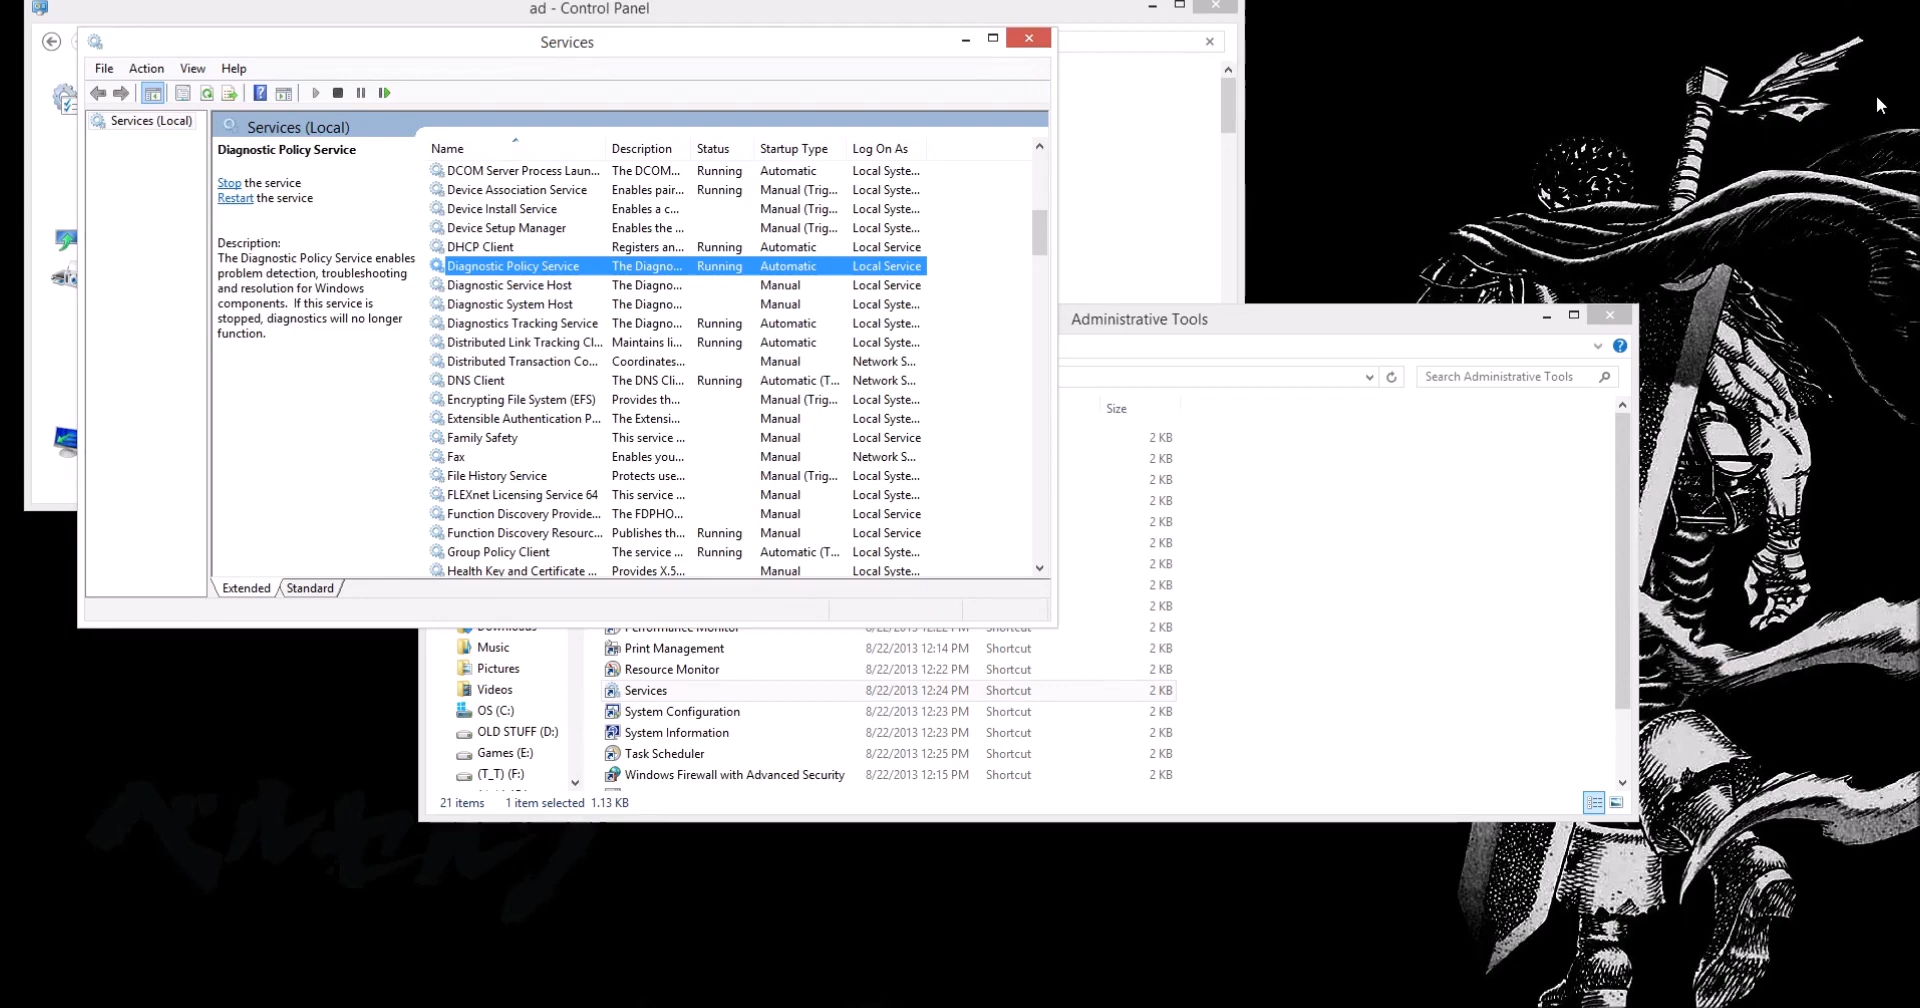 ad - Control Panel
Services
File Action View Help
Services (Local)
Services (Local)
Diagnostic Policy Service
Stop the service
Restart the service
Description:
The Diagnostic Policy Service enables
problem detection, troubleshooting
and resolution for Windows
components. If this service is
stopped, diagnostics will no longer
function.
Name Description Status Startup Type Log On As
DCOM Server Process Laun... The DCOM... Running Automatic Local Syste...
Device Association Service Enables pair... Running Manual (Trig... Local Syste...
Device Install Service Enables a c... Manual (Trig... Local Syste...
Device Setup Manager Enables the ... Manual (Trig... Local Syste...
DHCP Client Registers an... Running Automatic Local Service
Diagnostic Policy Service The Diagno... Running Automatic Local Service
Diagnostic Service Host The Diagno... Manual Local Service
Diagnostic System Host The Diagno... Manual Local Syste...
Diagnostics Tracking Service The Diagno... Running Automatic Local Syste...
Distributed Link Tracking Cl... Maintains li... Running Automatic Local Syste...
Distributed Transaction Co... Coordinates... Manual Network S...
DNS Client The DNS Cli... Running Automatic (T... Network S...
Encrypting File System (EFS) Provides th... Manual (Trig... Local Syste...
Extensible Authentication P... The Extensi... Manual Local Syste...
Family Safety This service ... Manual Local Service
Fax Enables you... Manual Network S...
File History Service Protects use... Manual (Trig... Local Syste...
FLEXnet Licensing Service 64 This service ... Manual Local Syste...
Function Discovery Provide... The FDPHO... Manual Local Service
Function Discovery Resourc... Publishes th... Running Manual Local Service
Group Policy Client The service ... Running Automatic (T... Local Syste...
Health Key and Certificate ... Provides X.5... Manual Local Syste...
Extended Standard
Administrative Tools
Search Administrative Tools
Size
2 KB
2 KB
2 KB
2 KB
2 KB
2 KB
2 KB
2 KB
2 KB
Downloads Performance Monitor 8/22/2013 12:22 PM Shortcut 2 KB
Music Print Management 8/22/2013 12:14 PM Shortcut 2 KB
Pictures Resource Monitor 8/22/2013 12:22 PM Shortcut 2 KB
Videos Services 8/22/2013 12:24 PM Shortcut 2 KB
OS (C:) System Configuration 8/22/2013 12:23 PM Shortcut 2 KB
OLD STUFF (D:) System Information 8/22/2013 12:23 PM Shortcut 2 KB
Games (E:) Task Scheduler 8/22/2013 12:25 PM Shortcut 2 KB
(T_T) (F:) Windows Firewall with Advanced Security 8/22/2013 12:15 PM Shortcut 2 KB
21 items 1 item selected 1.13 KB
ベルセルク